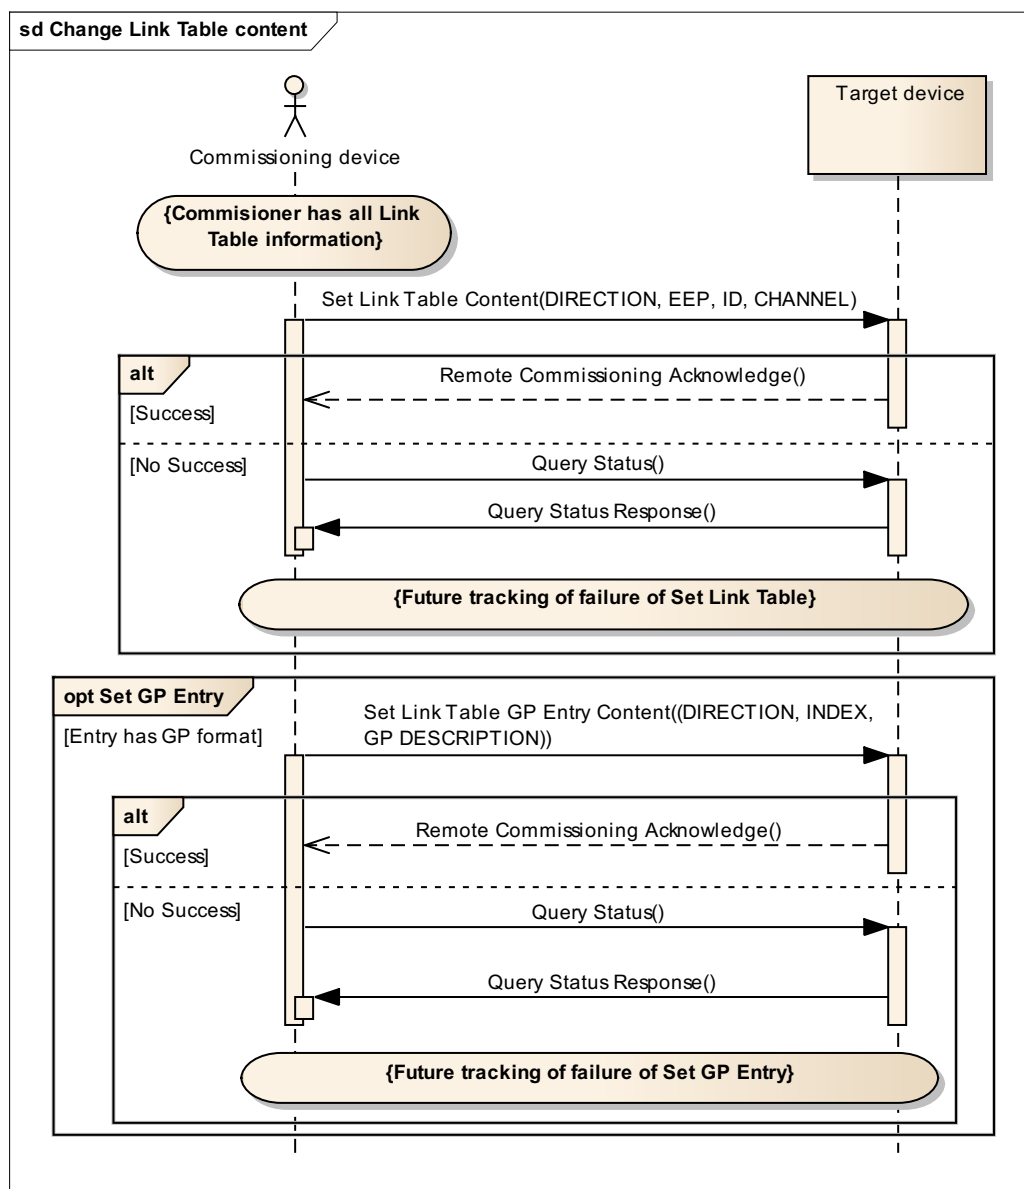 sd Change Link Table content
Target device
Commissioning device
{Commisioner has all Link
Table information}
Set Link Table Content(DIRECTION, EEP, ID, CHANNEL)
alt
Remote Commissioning Acknowledge()
[Success]
[No Success]
Query Status()
Query Status Response()
{Future tracking of failure of Set Link Table}
opt Set GP Entry
[Entry has GP format]
Set Link Table GP Entry Content((DIRECTION, INDEX,
GP DESCRIPTION))
alt
Remote Commissioning Acknowledge()
[Success]
[No Success]
Query Status()
Query Status Response()
{Future tracking of failure of Set GP Entry}